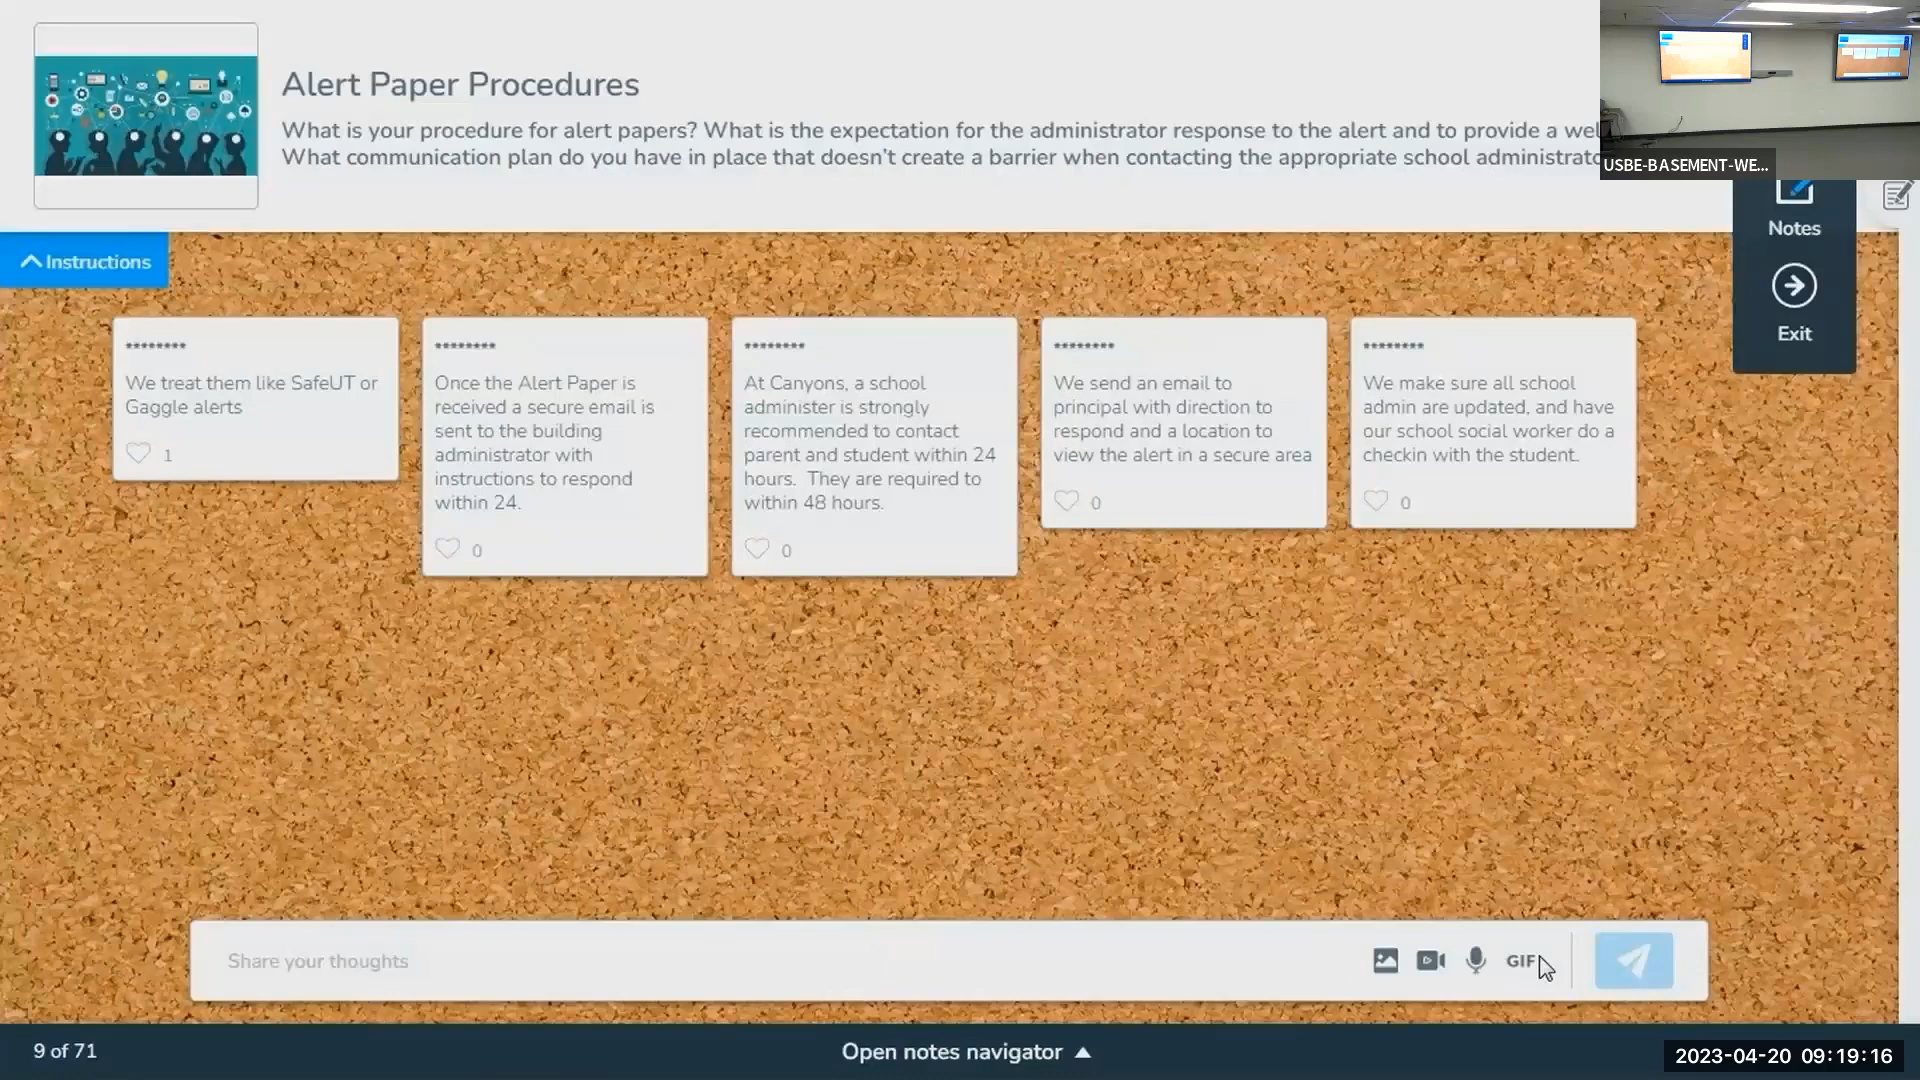 Alert Paper Procedures
What is your procedure for alert papers? What is the expectation for the administrator response to the alert and to provide a
What communication plan do you have in place that doesn't create a barrier when contacting the appropriate school
USBE-BASEMENT-WE...
Notes
Exit
Instructions
********
We treat them like SafeUT or
Gaggle alerts
1
********
Once the Alert Paper is
received a secure email is
sent to the building
administrator with
instructions to respond
within 24.
0
********
At Canyons, a school
administer is strongly
recommended to contact
parent and student within 24
hours. They are required to
within 48 hours.
0
********
We send an email to
principal with direction to
respond and a location to
view the alert in a secure area
0
********
We make sure all school
admin are updated, and have
our school social worker do a
checkin with the student.
0
Share your thoughts
GIF
9 of 71
Open notes navigator
2023-04-20 09:19:16